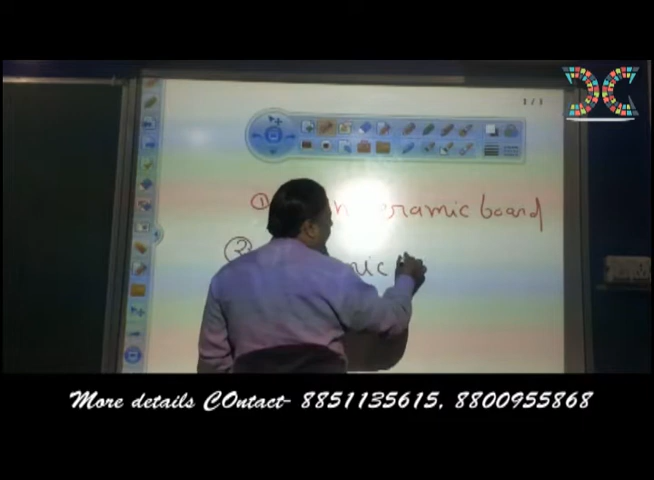 DC
1/1
① ceramic board
②
More details COntact- 8851135615, 8800955868